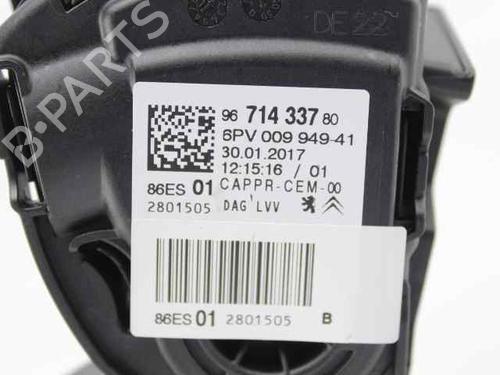 DE 22
B-PARTS
96 714 337 80
6PV 009 949-41
30.01.2017
12:15:16 / 01
86ES 01 CAPPR-CEM-00
2801505 DAG'LVV
86ES 01 2801505 B